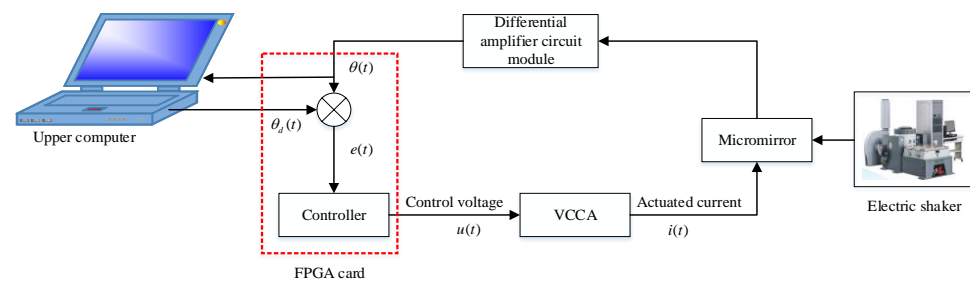 Differential
amplifier circuit
module
θ(t)
Upper computer
θ_d(t)
e(t)
Micromirror
Controller
Control voltage
u(t)
VCCA
Actuated current
i(t)
Electric shaker
FPGA card